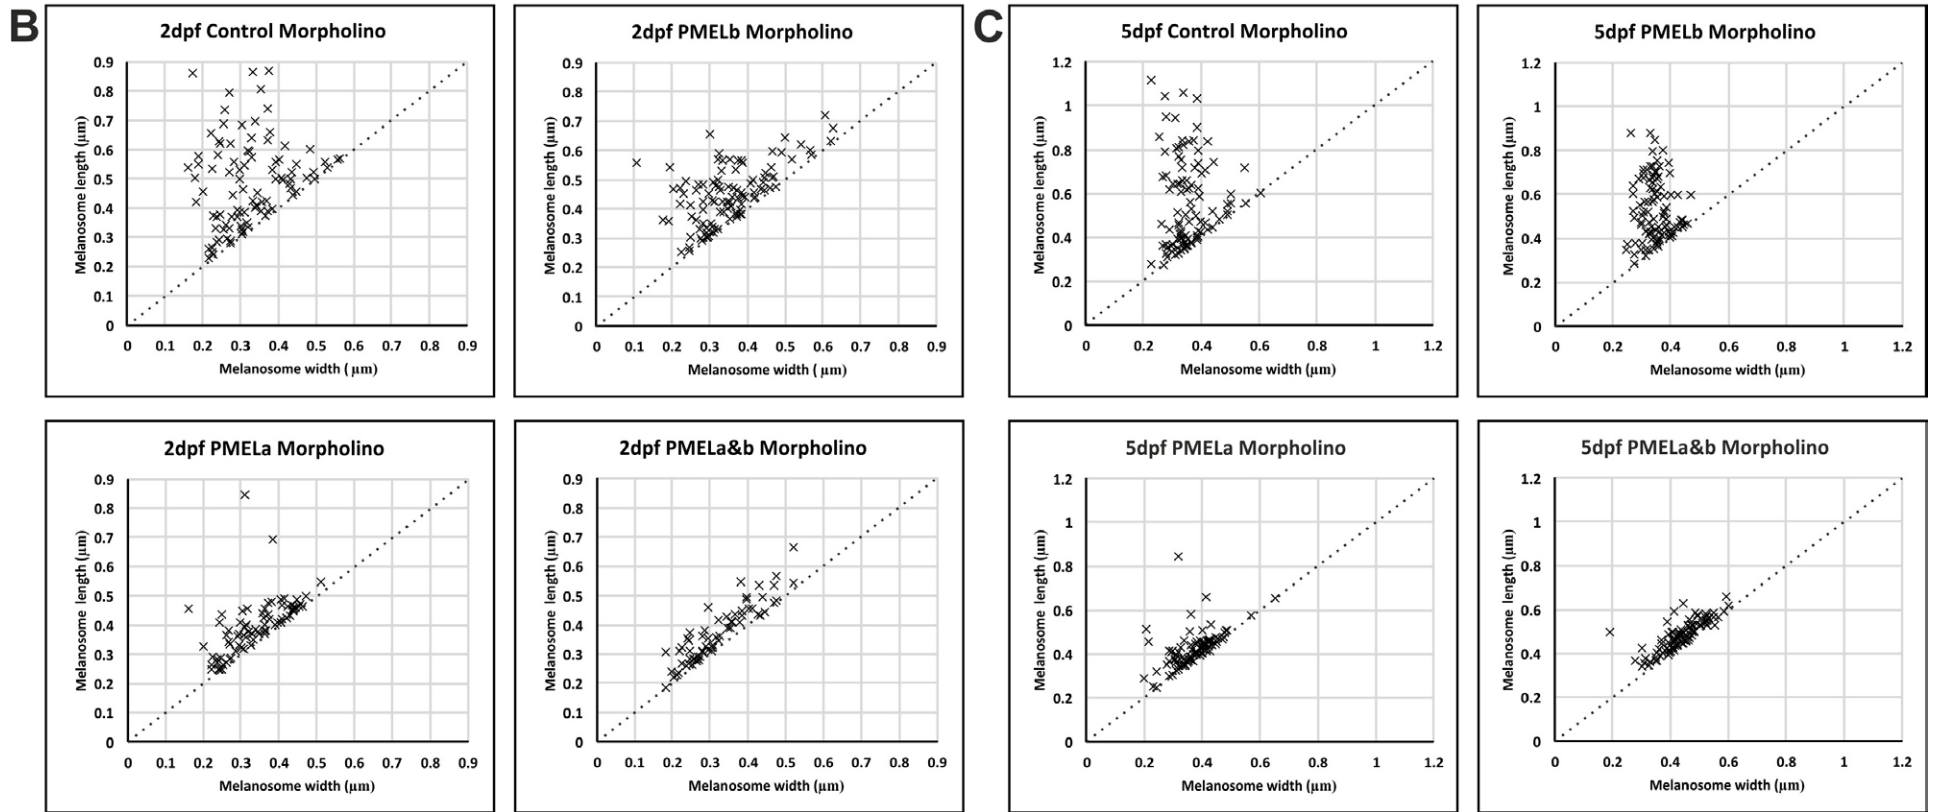 B
2dpf Control Morpholino
Melanosome length (µm)
0.9
0.8
0.7
0.6
0.5
0.4
0.3
0.2
0.1
0
0 0.1 0.2 0.3 0.4 0.5 0.6 0.7 0.8 0.9
Melanosome width ( µm)
2dpf PMELb Morpholino
Melanosome length (µm)
0.9
0.8
0.7
0.6
0.5
0.4
0.3
0.2
0.1
0
0 0.1 0.2 0.3 0.4 0.5 0.6 0.7 0.8 0.9
Melanosome width ( µm)
2dpf PMELa Morpholino
Melanosome length (µm)
0.9
0.8
0.7
0.6
0.5
0.4
0.3
0.2
0.1
0
0 0.1 0.2 0.3 0.4 0.5 0.6 0.7 0.8 0.9
Melanosome width (µm)
2dpf PMELa&b Morpholino
Melanosome length (µm)
0.9
0.8
0.7
0.6
0.5
0.4
0.3
0.2
0.1
0
0 0.1 0.2 0.3 0.4 0.5 0.6 0.7 0.8 0.9
Melanosome width (µm)
C
5dpf Control Morpholino
Melanosome length (µm)
1.2
1
0.8
0.6
0.4
0.2
0
0 0.2 0.4 0.6 0.8 1 1.2
Melanosome width (µm)
5dpf PMELb Morpholino
Melanosome length (µm)
1.2
1
0.8
0.6
0.4
0.2
0
0 0.2 0.4 0.6 0.8 1 1.2
Melanosome width (µm)
5dpf PMELa Morpholino
Melanosome length (µm)
1.2
1
0.8
0.6
0.4
0.2
0
0 0.2 0.4 0.6 0.8 1 1.2
Melanosome width (µm)
5dpf PMELa&b Morpholino
Melanosome length (µm)
1.2
1
0.8
0.6
0.4
0.2
0
0 0.2 0.4 0.6 0.8 1 1.2
Melanosome width (µm)